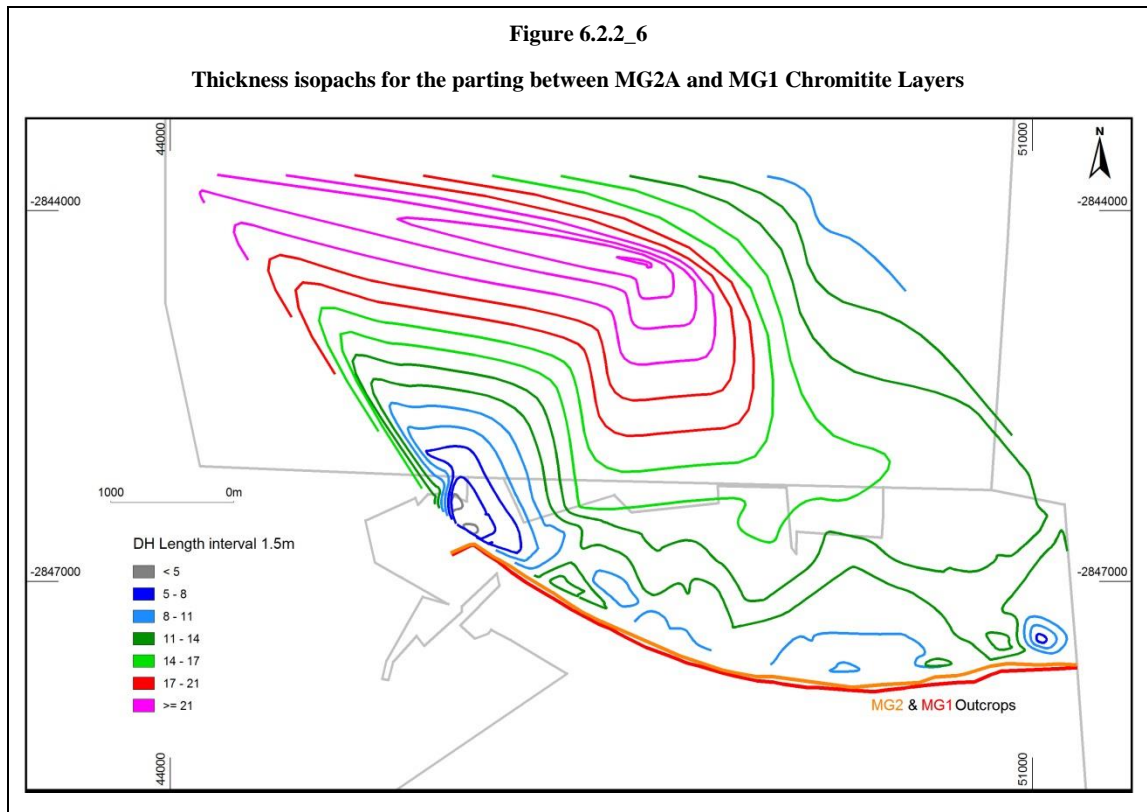 Figure 6.2.2_6
Thickness isopachs for the parting between MG2A and MG1 Chromitite Layers
44000
51000
N
-2844000
-2844000
1000 0m
DH Length interval 1.5m
< 5
5 - 8
8 - 11
11 - 14
14 - 17
17 - 21
>= 21
-2847000
-2847000
MG2 & MG1 Outcrops
44000
51000